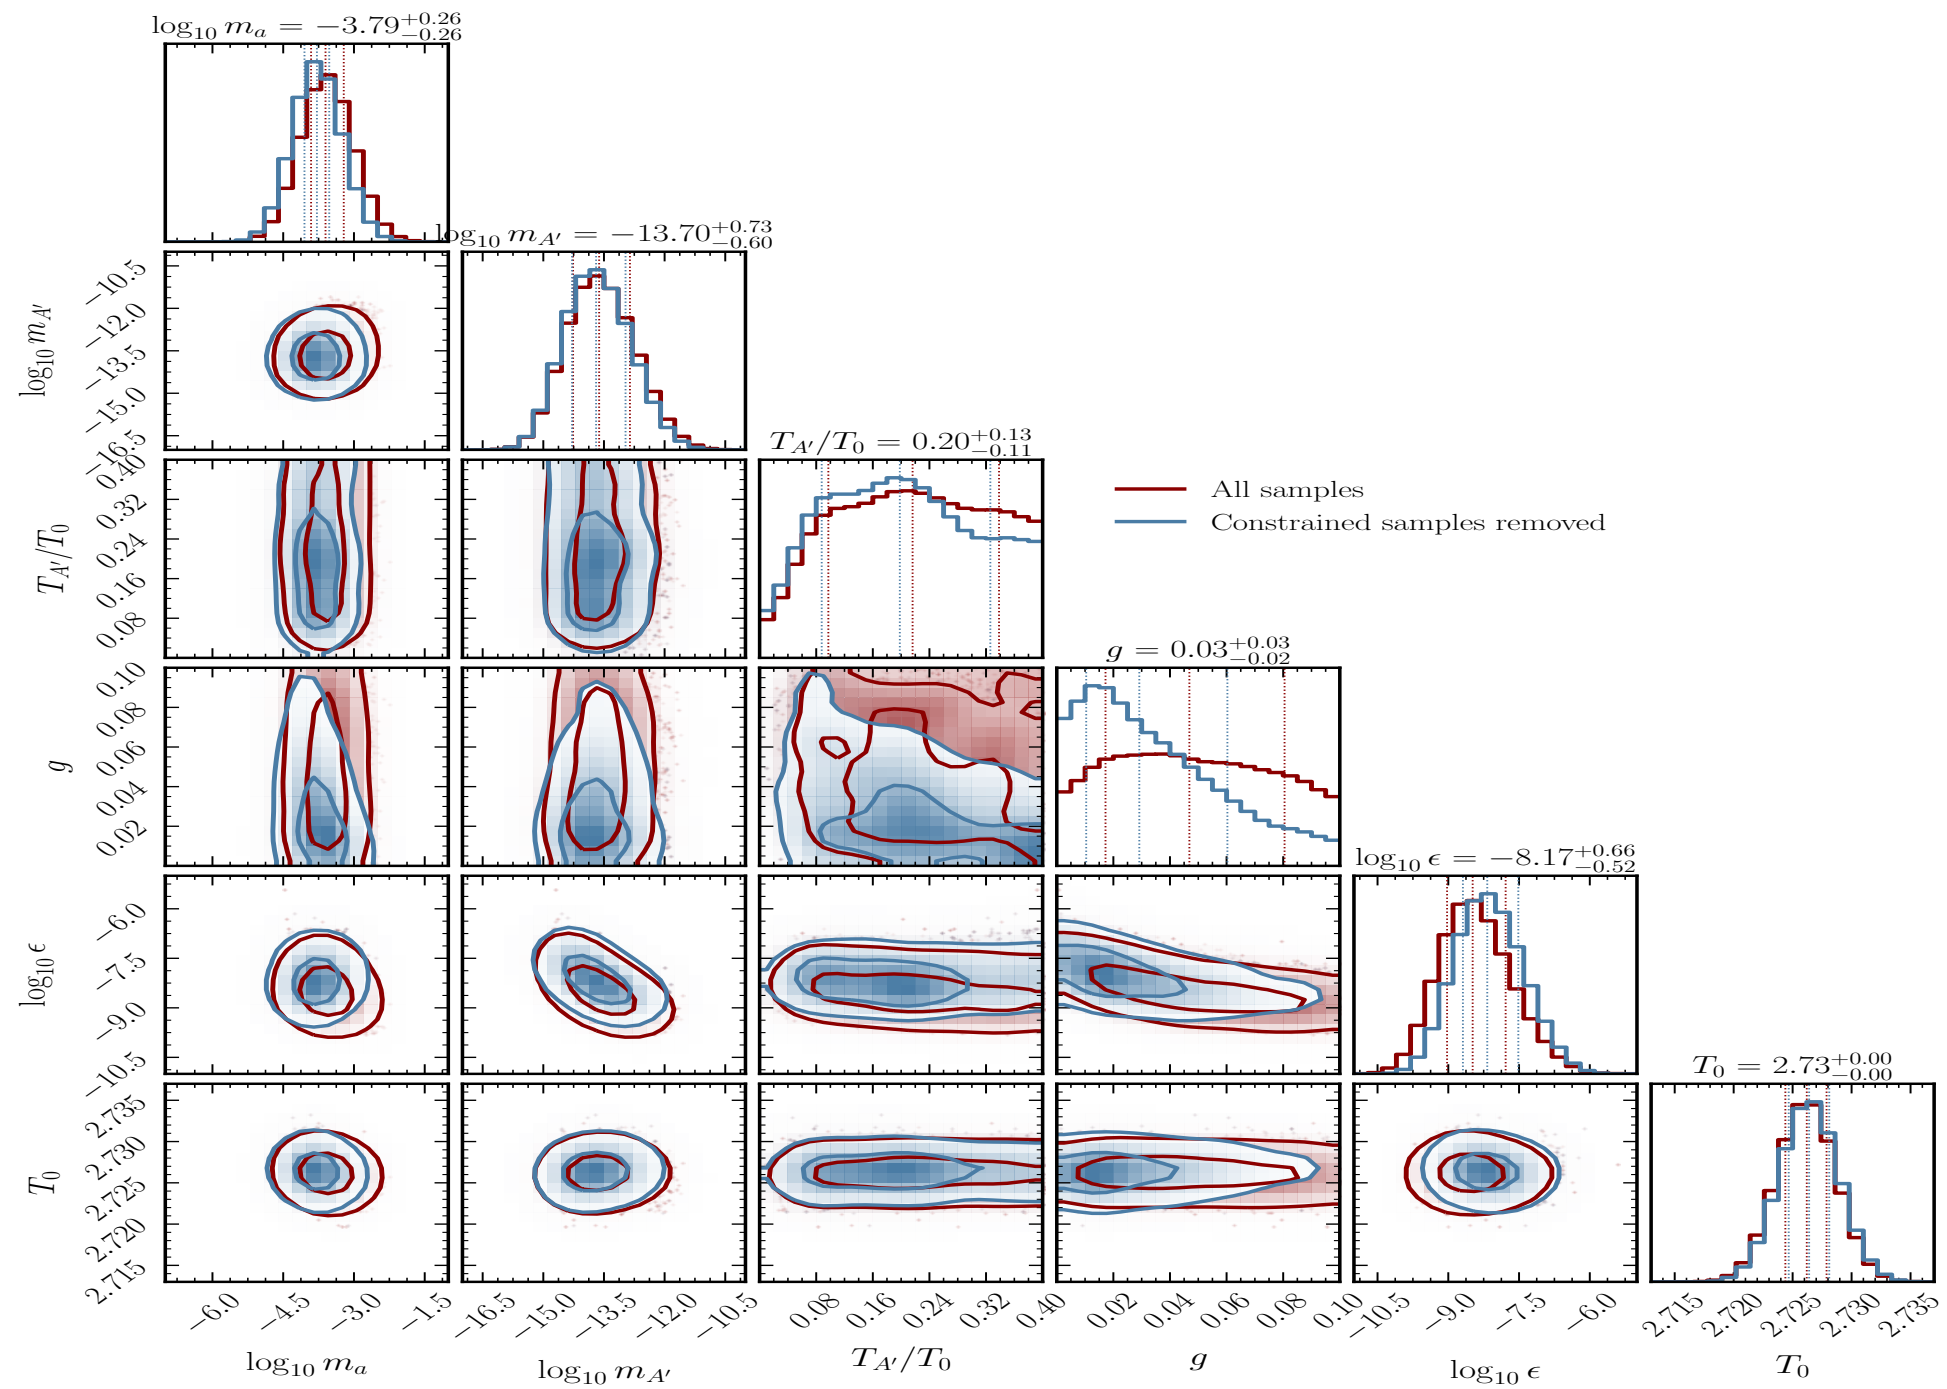 log₁₀ mₐ = −3.79 +0.26 −0.26
log₁₀ m_A′ = −13.70 +0.73 −0.60
T_A′/T₀ = 0.20 +0.13 −0.11
g = 0.03 +0.03 −0.02
log₁₀ ϵ = −8.17 +0.66 −0.52
T₀ = 2.73 +0.00 −0.00
All samples
Constrained samples removed
log₁₀ m_A′
−10.5
−12.0
−13.5
−15.0
−16.5
T_A′/T₀
0.40
0.32
0.24
0.16
0.08
g
0.10
0.08
0.06
0.04
0.02
log₁₀ ϵ
−6.0
−7.5
−9.0
−10.5
T₀
2.735
2.730
2.725
2.720
2.715
−6.0 −4.5 −3.0 −1.5
−16.5 −15.0 −13.5 −12.0 −10.5
0.08 0.16 0.24 0.32 0.40
0.02 0.04 0.06 0.08 0.10
−10.5 −9.0 −7.5 −6.0
2.715 2.720 2.725 2.730 2.735
log₁₀ mₐ
log₁₀ m_A′
T_A′/T₀
g
log₁₀ ϵ
T₀